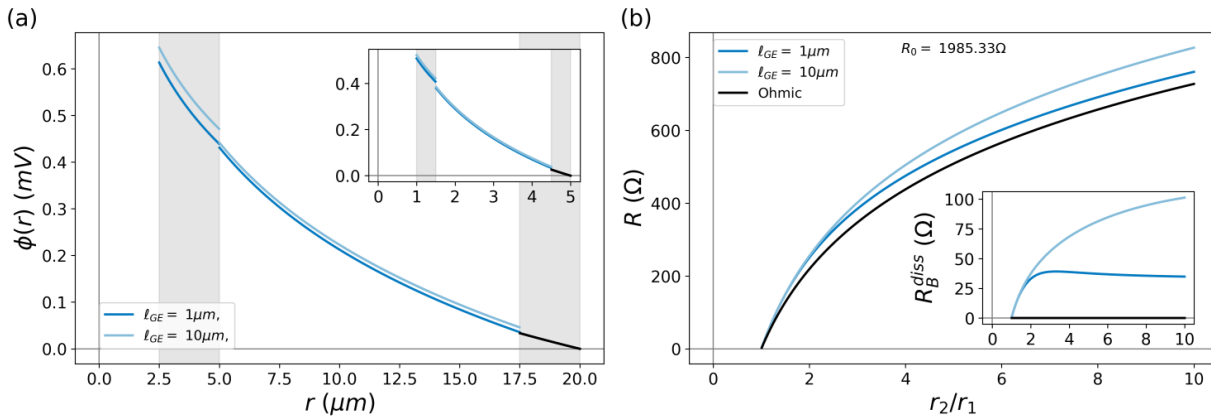 (a)
ϕ(r) (mV)
0.6
0.5
0.4
0.3
0.2
0.1
0.0
0.0 2.5 5.0 7.5 10.0 12.5 15.0 17.5 20.0
r (μm)
ℓGE = 1μm,
ℓGE = 10μm,
0.4
0.2
0.0
0 1 2 3 4 5
(b)
R (Ω)
800
600
400
200
0
0 2 4 6 8 10
r2/r1
ℓGE = 1μm
ℓGE = 10μm
Ohmic
R0 = 1985.33Ω
R_B^diss (Ω)
100
75
50
25
0
0 2 4 6 8 10